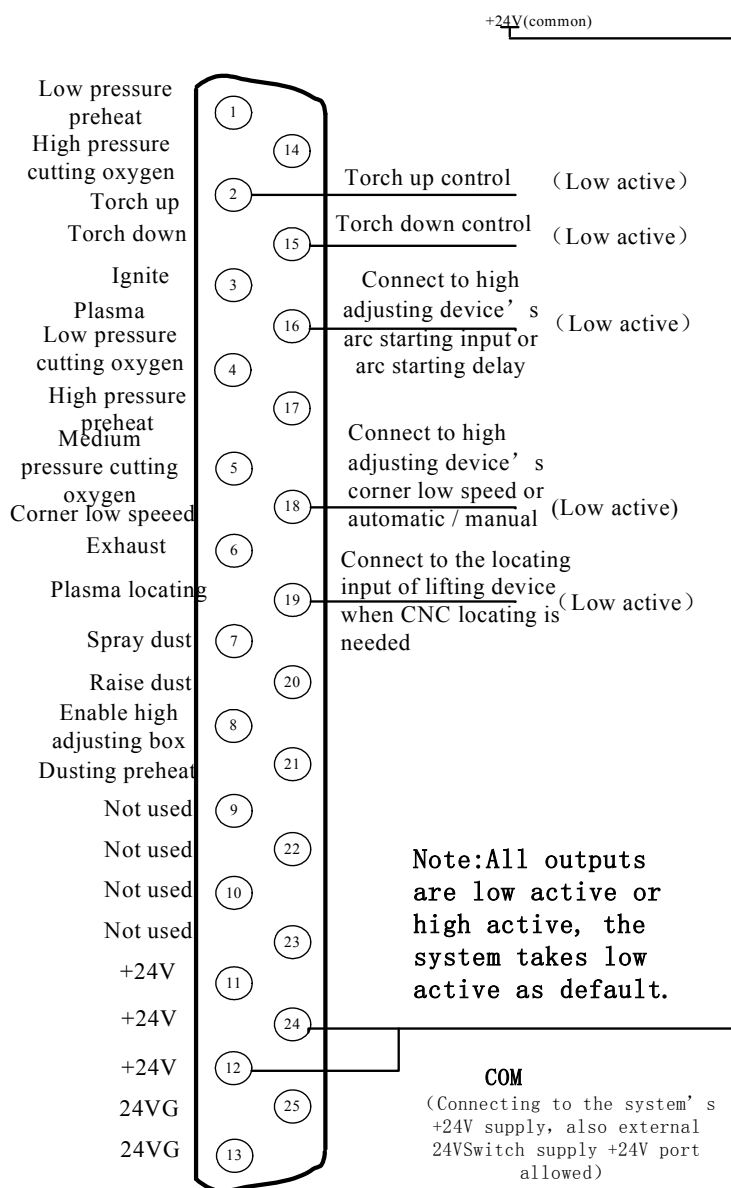 +24V(common)
Low pressure
preheat
1
High pressure
cutting oxygen
14
Torch up
2
Torch up control
（Low active）
Torch down
15
Torch down control
（Low active）
Ignite
3
Plasma
16
Connect to high
adjusting device’s
arc starting input or
arc starting delay
（Low active）
Low pressure
cutting oxygen
4
High pressure
preheat
17
Medium
pressure cutting
oxygen
5
Corner low speeed
18
Connect to high
adjusting device’s
corner low speed or
automatic / manual
(Low active)
Exhaust
6
Plasma locating
19
Connect to the locating
input of lifting device
when CNC locating is
needed
（Low active）
Spray dust
7
Raise dust
20
Enable high
adjusting box
8
Dusting preheat
21
Not used
9
Not used
22
Not used
10
Not used
23
Note:All outputs
are low active or
high active, the
system takes low
active as default.
+24V
11
+24V
24
+24V
12
24VG
25
24VG
13
COM
（Connecting to the system’s
+24V supply, also external
24VSwitch supply +24V port
allowed）